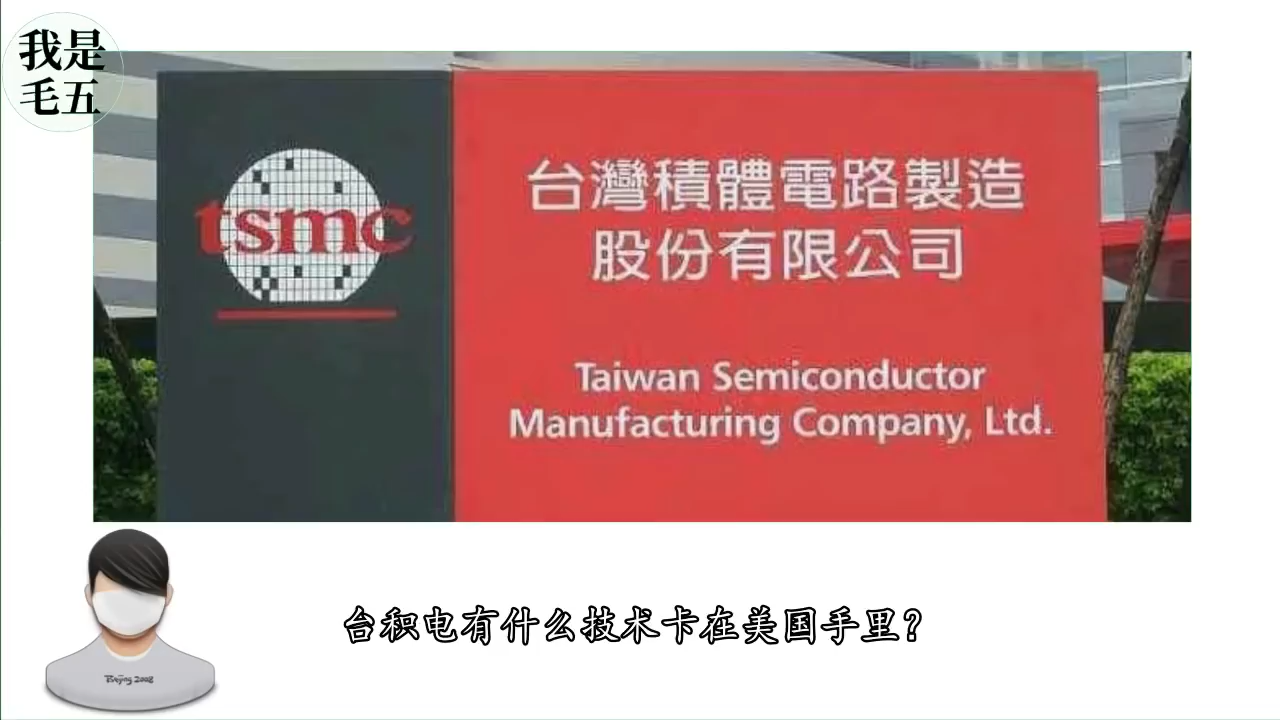 我是
毛五
tsmc
台灣積體電路製造
股份有限公司
Taiwan Semiconductor
Manufacturing Company, Ltd.
台积电有什么技术卡在美国手里?
Beijing 2008